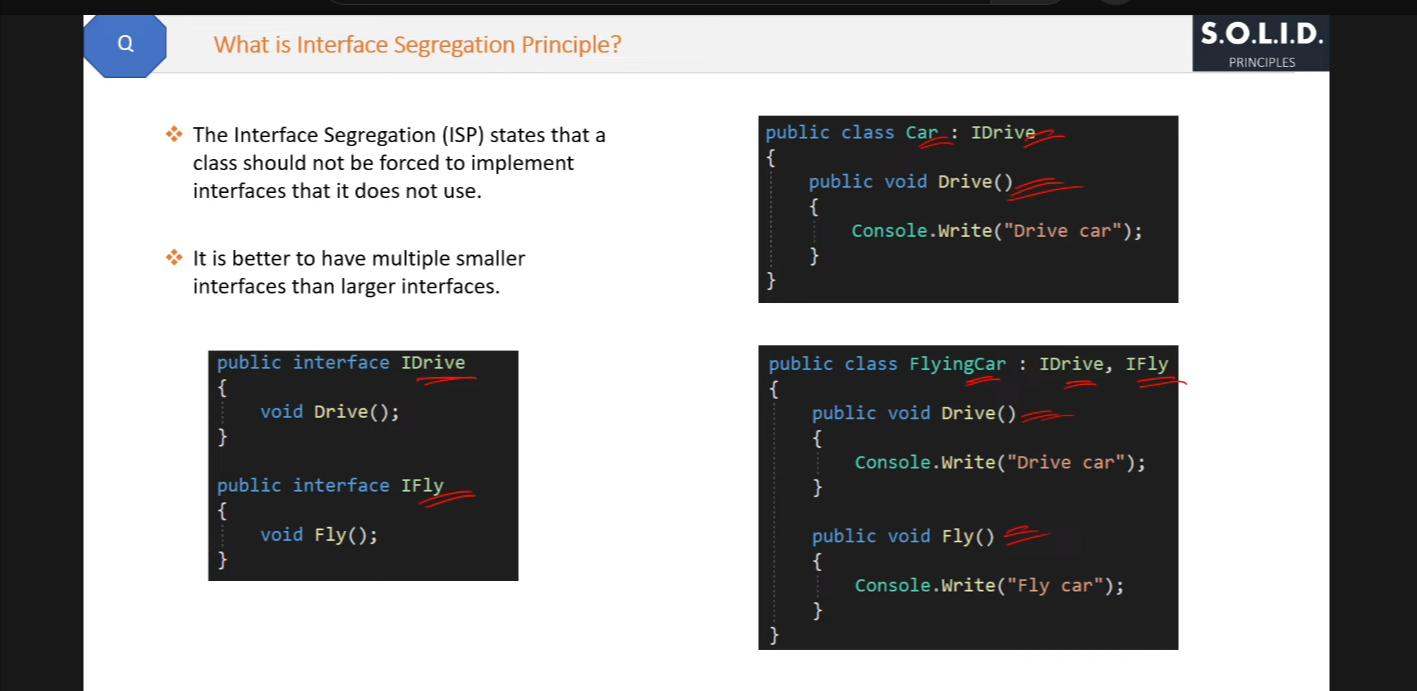 Q
What is Interface Segregation Principle?
S.O.L.I.D.
PRINCIPLES
❖ The Interface Segregation (ISP) states that a
class should not be forced to implement
interfaces that it does not use.
❖ It is better to have multiple smaller
interfaces than larger interfaces.
public interface IDrive
{
    void Drive();
}
public interface IFly
{
    void Fly();
}
public class Car : IDrive
{
    public void Drive()
    {
        Console.Write("Drive car");
    }
}
public class FlyingCar : IDrive, IFly
{
    public void Drive()
    {
        Console.Write("Drive car");
    }
    public void Fly()
    {
        Console.Write("Fly car");
    }
}